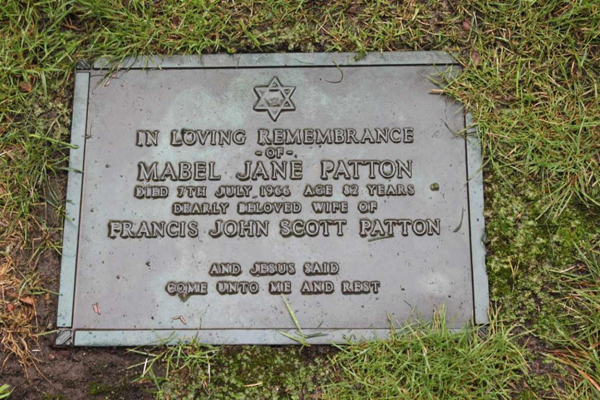 IN LOVING REMEMBRANCE
-OF-
MABEL JANE PATTON
DIED 7TH JULY, 1966 AGE 82 YEARS
DEARLY BELOVED WIFE OF
FRANCIS JOHN SCOTT PATTON
AND JESUS SAID
COME UNTO ME AND REST